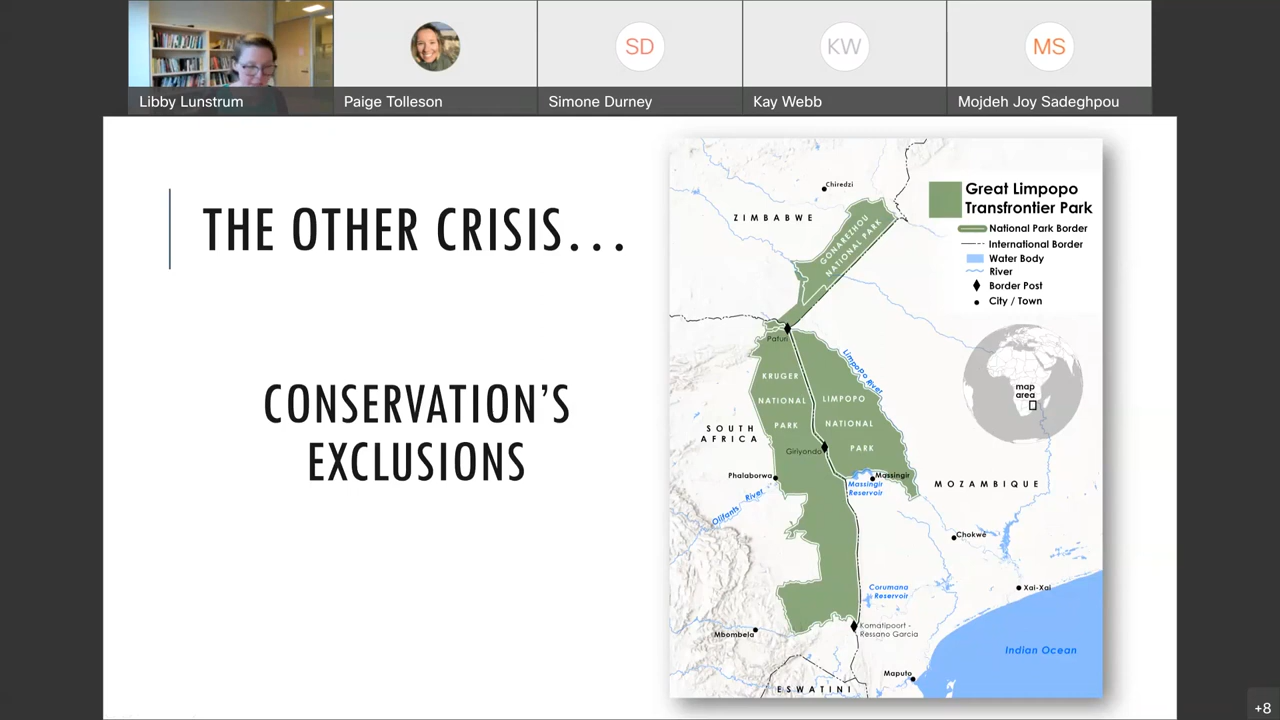 Libby Lunstrum
Paige Tolleson
SD
Simone Durney
KW
Kay Webb
MS
Mojdeh Joy Sadeghpou
THE OTHER CRISIS...
CONSERVATION'S
EXCLUSIONS
Great Limpopo
Transfrontier Park
National Park Border
International Border
Water Body
River
Border Post
City / Town
map
area
Chiredzi
ZIMBABWE
GONAREZHOU
NATIONAL PARK
Pafuri
Limpopo River
KRUGER
NATIONAL
PARK
LIMPOPO
NATIONAL
PARK
SOUTH
AFRICA
Giriyondo
Phalaborwa
Massingir
Massingir
Reservoir
MOZAMBIQUE
Olifants River
Chokwe
Corumana
Reservoir
Xai-Xai
Komatipoort -
Ressano Garcia
Mbombela
Indian Ocean
Maputo
ESWATINI
+8